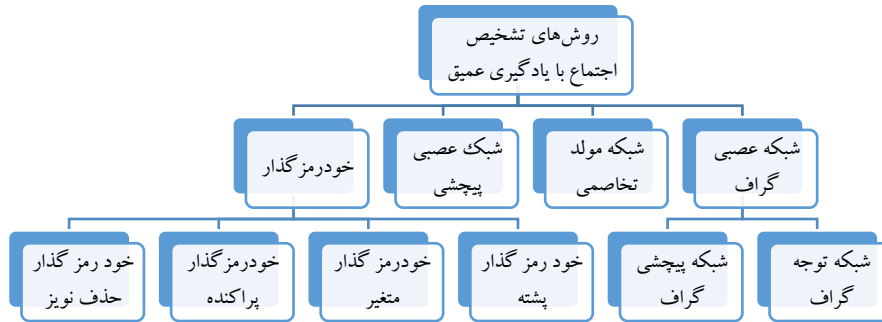 روش‌های تشخیص
اجتماع با یادگیری عمیق
شبکه عصبی
گراف
شبکه مولد
تخاصمی
شبک عصبی
پیچشی
خودرمزگذار
شبکه توجه
گراف
شبکه پیچشی
گراف
خود رمز گذار
پشته
خودرمز گذار
متغیر
خودرمزگذار
پراکنده
خود رمز گذار
حذف نویز